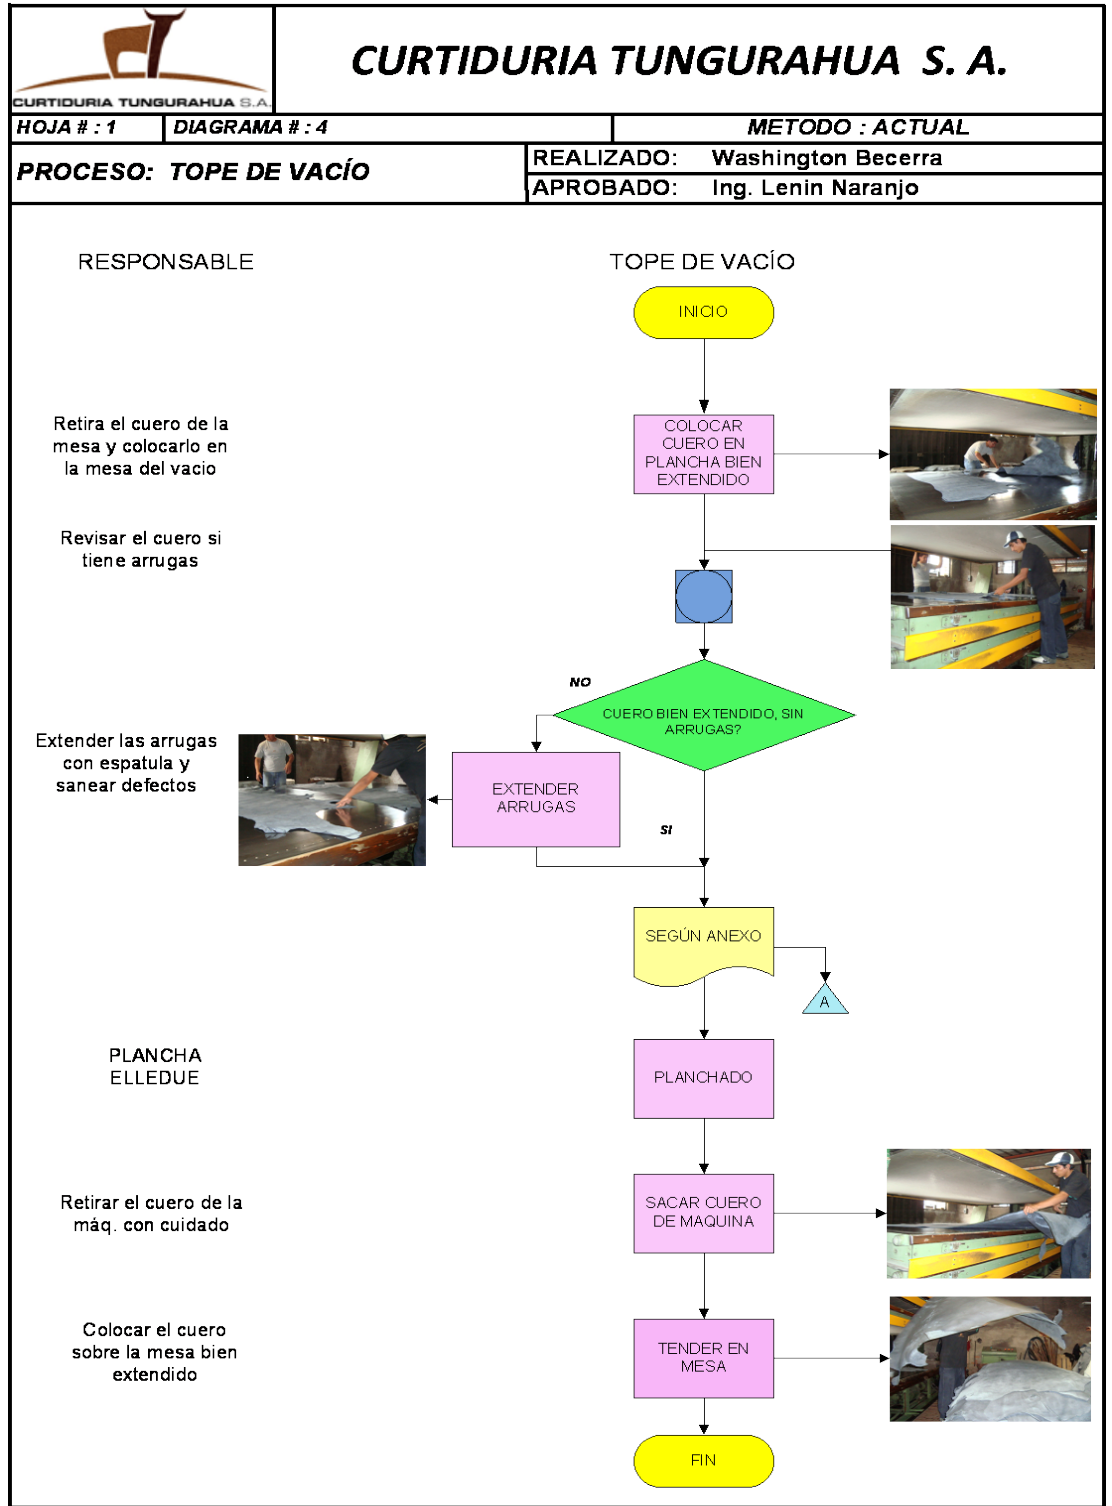 CURTIDURIA TUNGURAHUA S.A.
CURTIDURIA TUNGURAHUA S. A.
HOJA # : 1
DIAGRAMA # : 4
METODO : ACTUAL
PROCESO: TOPE DE VACÍO
REALIZADO: Washington Becerra
APROBADO: Ing. Lenin Naranjo
RESPONSABLE
TOPE DE VACÍO
INICIO
Retira el cuero de la
mesa y colocarlo en
la mesa del vacio
COLOCAR
CUERO EN
PLANCHA BIEN
EXTENDIDO
Revisar el cuero si
tiene arrugas
NO
CUERO BIEN EXTENDIDO, SIN
ARRUGAS?
Extender las arrugas
con espatula y
sanear defectos
EXTENDER
ARRUGAS
SI
SEGÚN ANEXO
A
PLANCHA
ELLEDUE
PLANCHADO
Retirar el cuero de la
máq. con cuidado
SACAR CUERO
DE MAQUINA
Colocar el cuero
sobre la mesa bien
extendido
TENDER EN
MESA
FIN